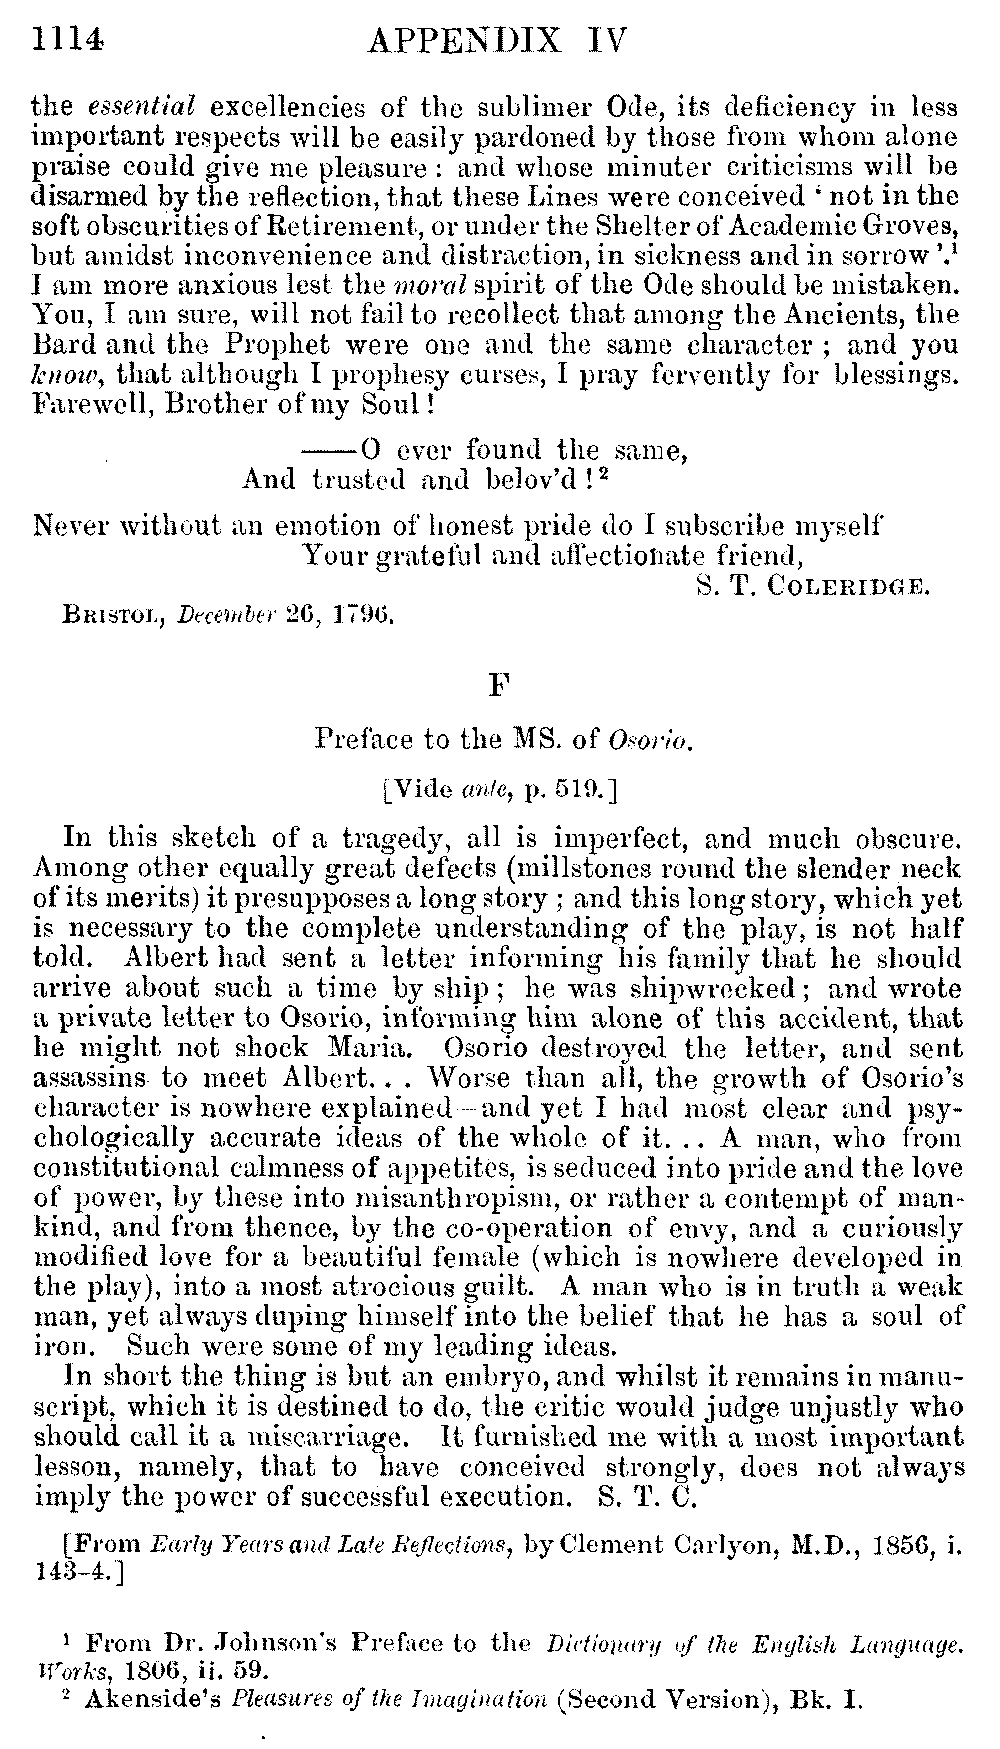 1114 APPENDIX IV
the essential excellencies of the sublimer Ode, its deficiency in less
important respects will be easily pardoned by those from whom alone
praise could give me pleasure : and whose minuter criticisms will be
disarmed by the reflection, that these Lines were conceived ‘ not in the
soft obscurities of Retirement, or under the Shelter of Academic Groves,
but amidst inconvenience and distraction, in sickness and in sorrow ’.¹
I am more anxious lest the moral spirit of the Ode should be mistaken.
You, I am sure, will not fail to recollect that among the Ancients, the
Bard and the Prophet were one and the same character ; and you
know, that although I prophesy curses, I pray fervently for blessings.
Farewell, Brother of my Soul !
——O ever found the same,
And trusted and belov’d ! ²
Never without an emotion of honest pride do I subscribe myself
Your grateful and affectionate friend,
S. T. COLERIDGE.
BRISTOL, December 26, 1796.
F
Preface to the MS. of Osorio.
[Vide ante, p. 519.]
In this sketch of a tragedy, all is imperfect, and much obscure.
Among other equally great defects (millstones round the slender neck
of its merits) it presupposes a long story ; and this long story, which yet
is necessary to the complete understanding of the play, is not half
told. Albert had sent a letter informing his family that he should
arrive about such a time by ship ; he was shipwrecked ; and wrote
a private letter to Osorio, informing him alone of this accident, that
he might not shock Maria. Osorio destroyed the letter, and sent
assassins to meet Albert. . . Worse than all, the growth of Osorio’s
character is nowhere explained—and yet I had most clear and psy-
chologically accurate ideas of the whole of it. . . A man, who from
constitutional calmness of appetites, is seduced into pride and the love
of power, by these into misanthropism, or rather a contempt of man-
kind, and from thence, by the co-operation of envy, and a curiously
modified love for a beautiful female (which is nowhere developed in
the play), into a most atrocious guilt. A man who is in truth a weak
man, yet always duping himself into the belief that he has a soul of
iron. Such were some of my leading ideas.
In short the thing is but an embryo, and whilst it remains in manu-
script, which it is destined to do, the critic would judge unjustly who
should call it a miscarriage. It furnished me with a most important
lesson, namely, that to have conceived strongly, does not always
imply the power of successful execution. S. T. C.
[From Early Years and Late Reflections, by Clement Carlyon, M.D., 1856, i.
143-4.]
¹ From Dr. Johnson’s Preface to the Dictionary of the English Language.
Works, 1806, ii. 59.
² Akenside’s Pleasures of the Imagination (Second Version), Bk. I.